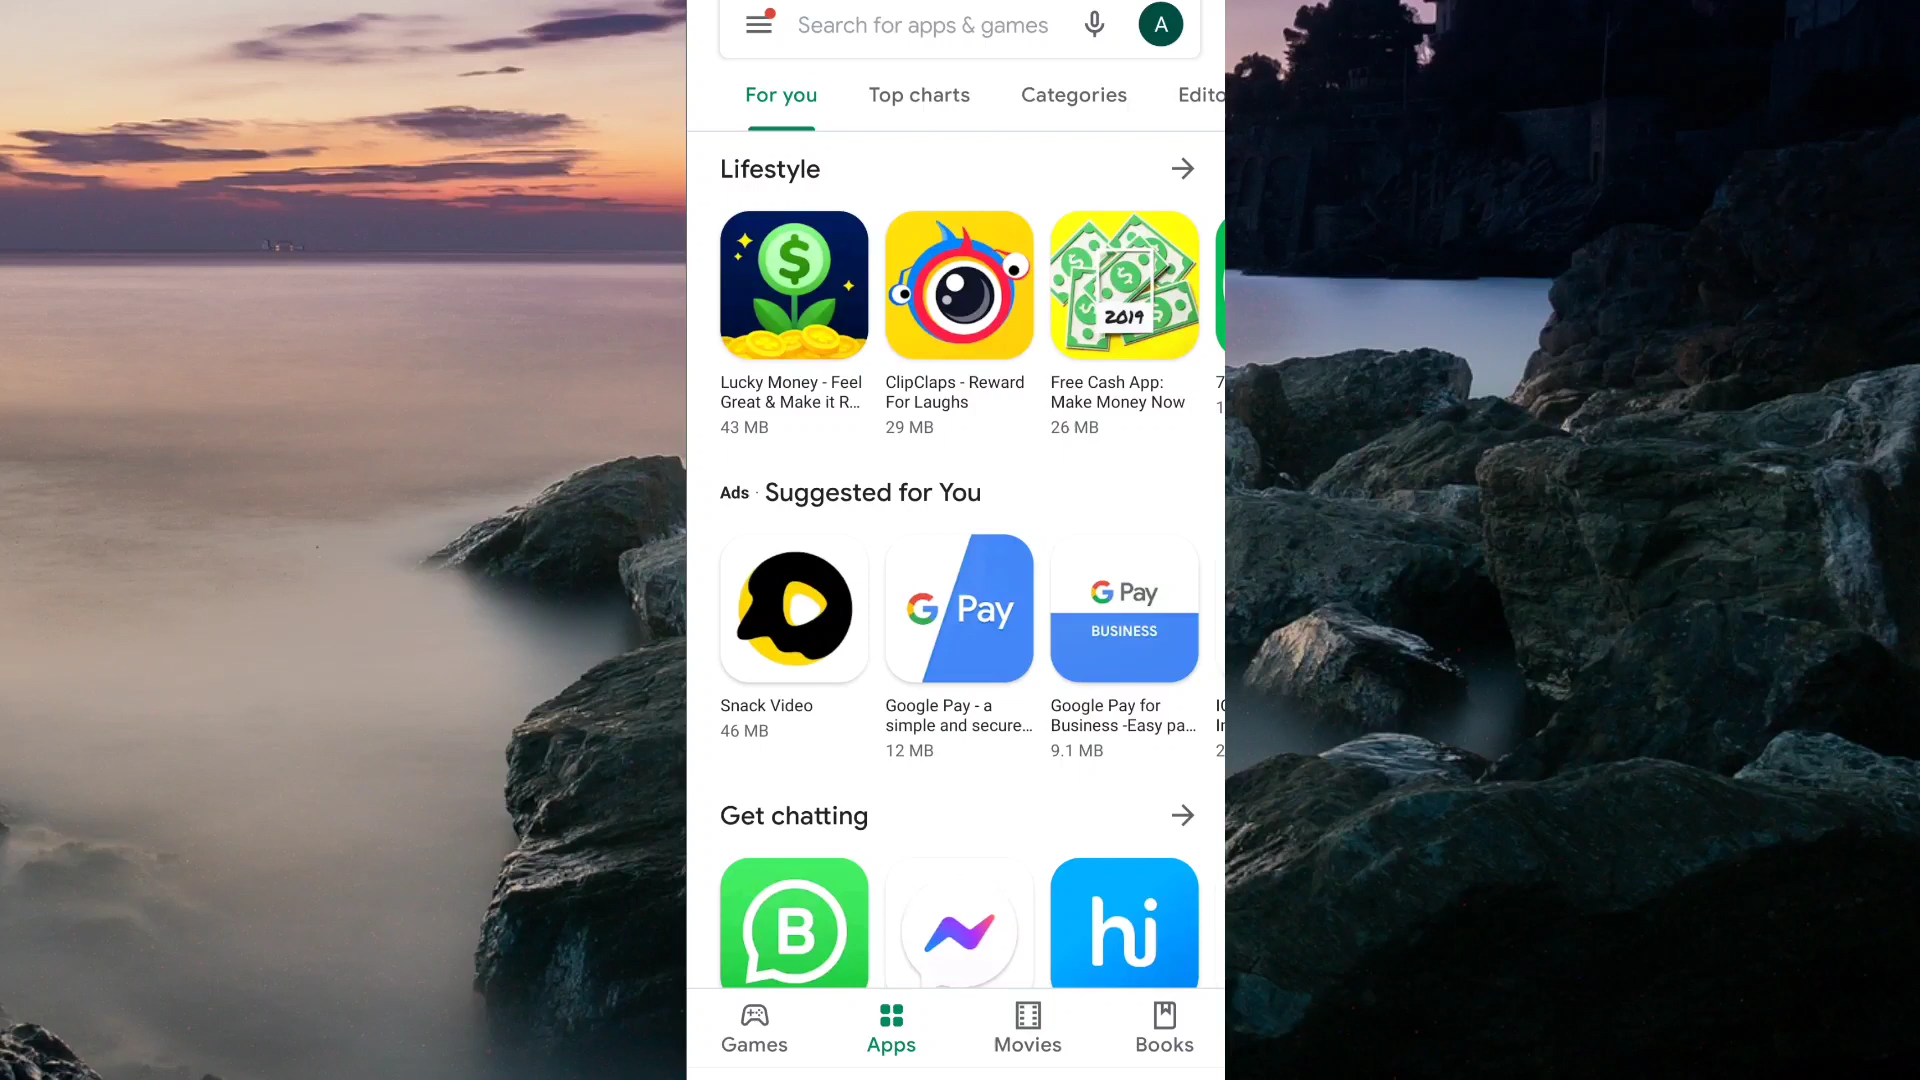 Search for apps & games
A
For you
Top charts
Categories
Edito
Lifestyle
2019
Lucky Money - Feel
Great & Make it R...
43 MB
ClipClaps - Reward
For Laughs
29 MB
Free Cash App:
Make Money Now
26 MB
7
1
Ads · Suggested for You
G Pay
G Pay
BUSINESS
Snack Video
46 MB
Google Pay - a
simple and secure...
12 MB
Google Pay for
Business -Easy pa...
9.1 MB
2
Get chatting
B
hi
Games
Apps
Movies
Books